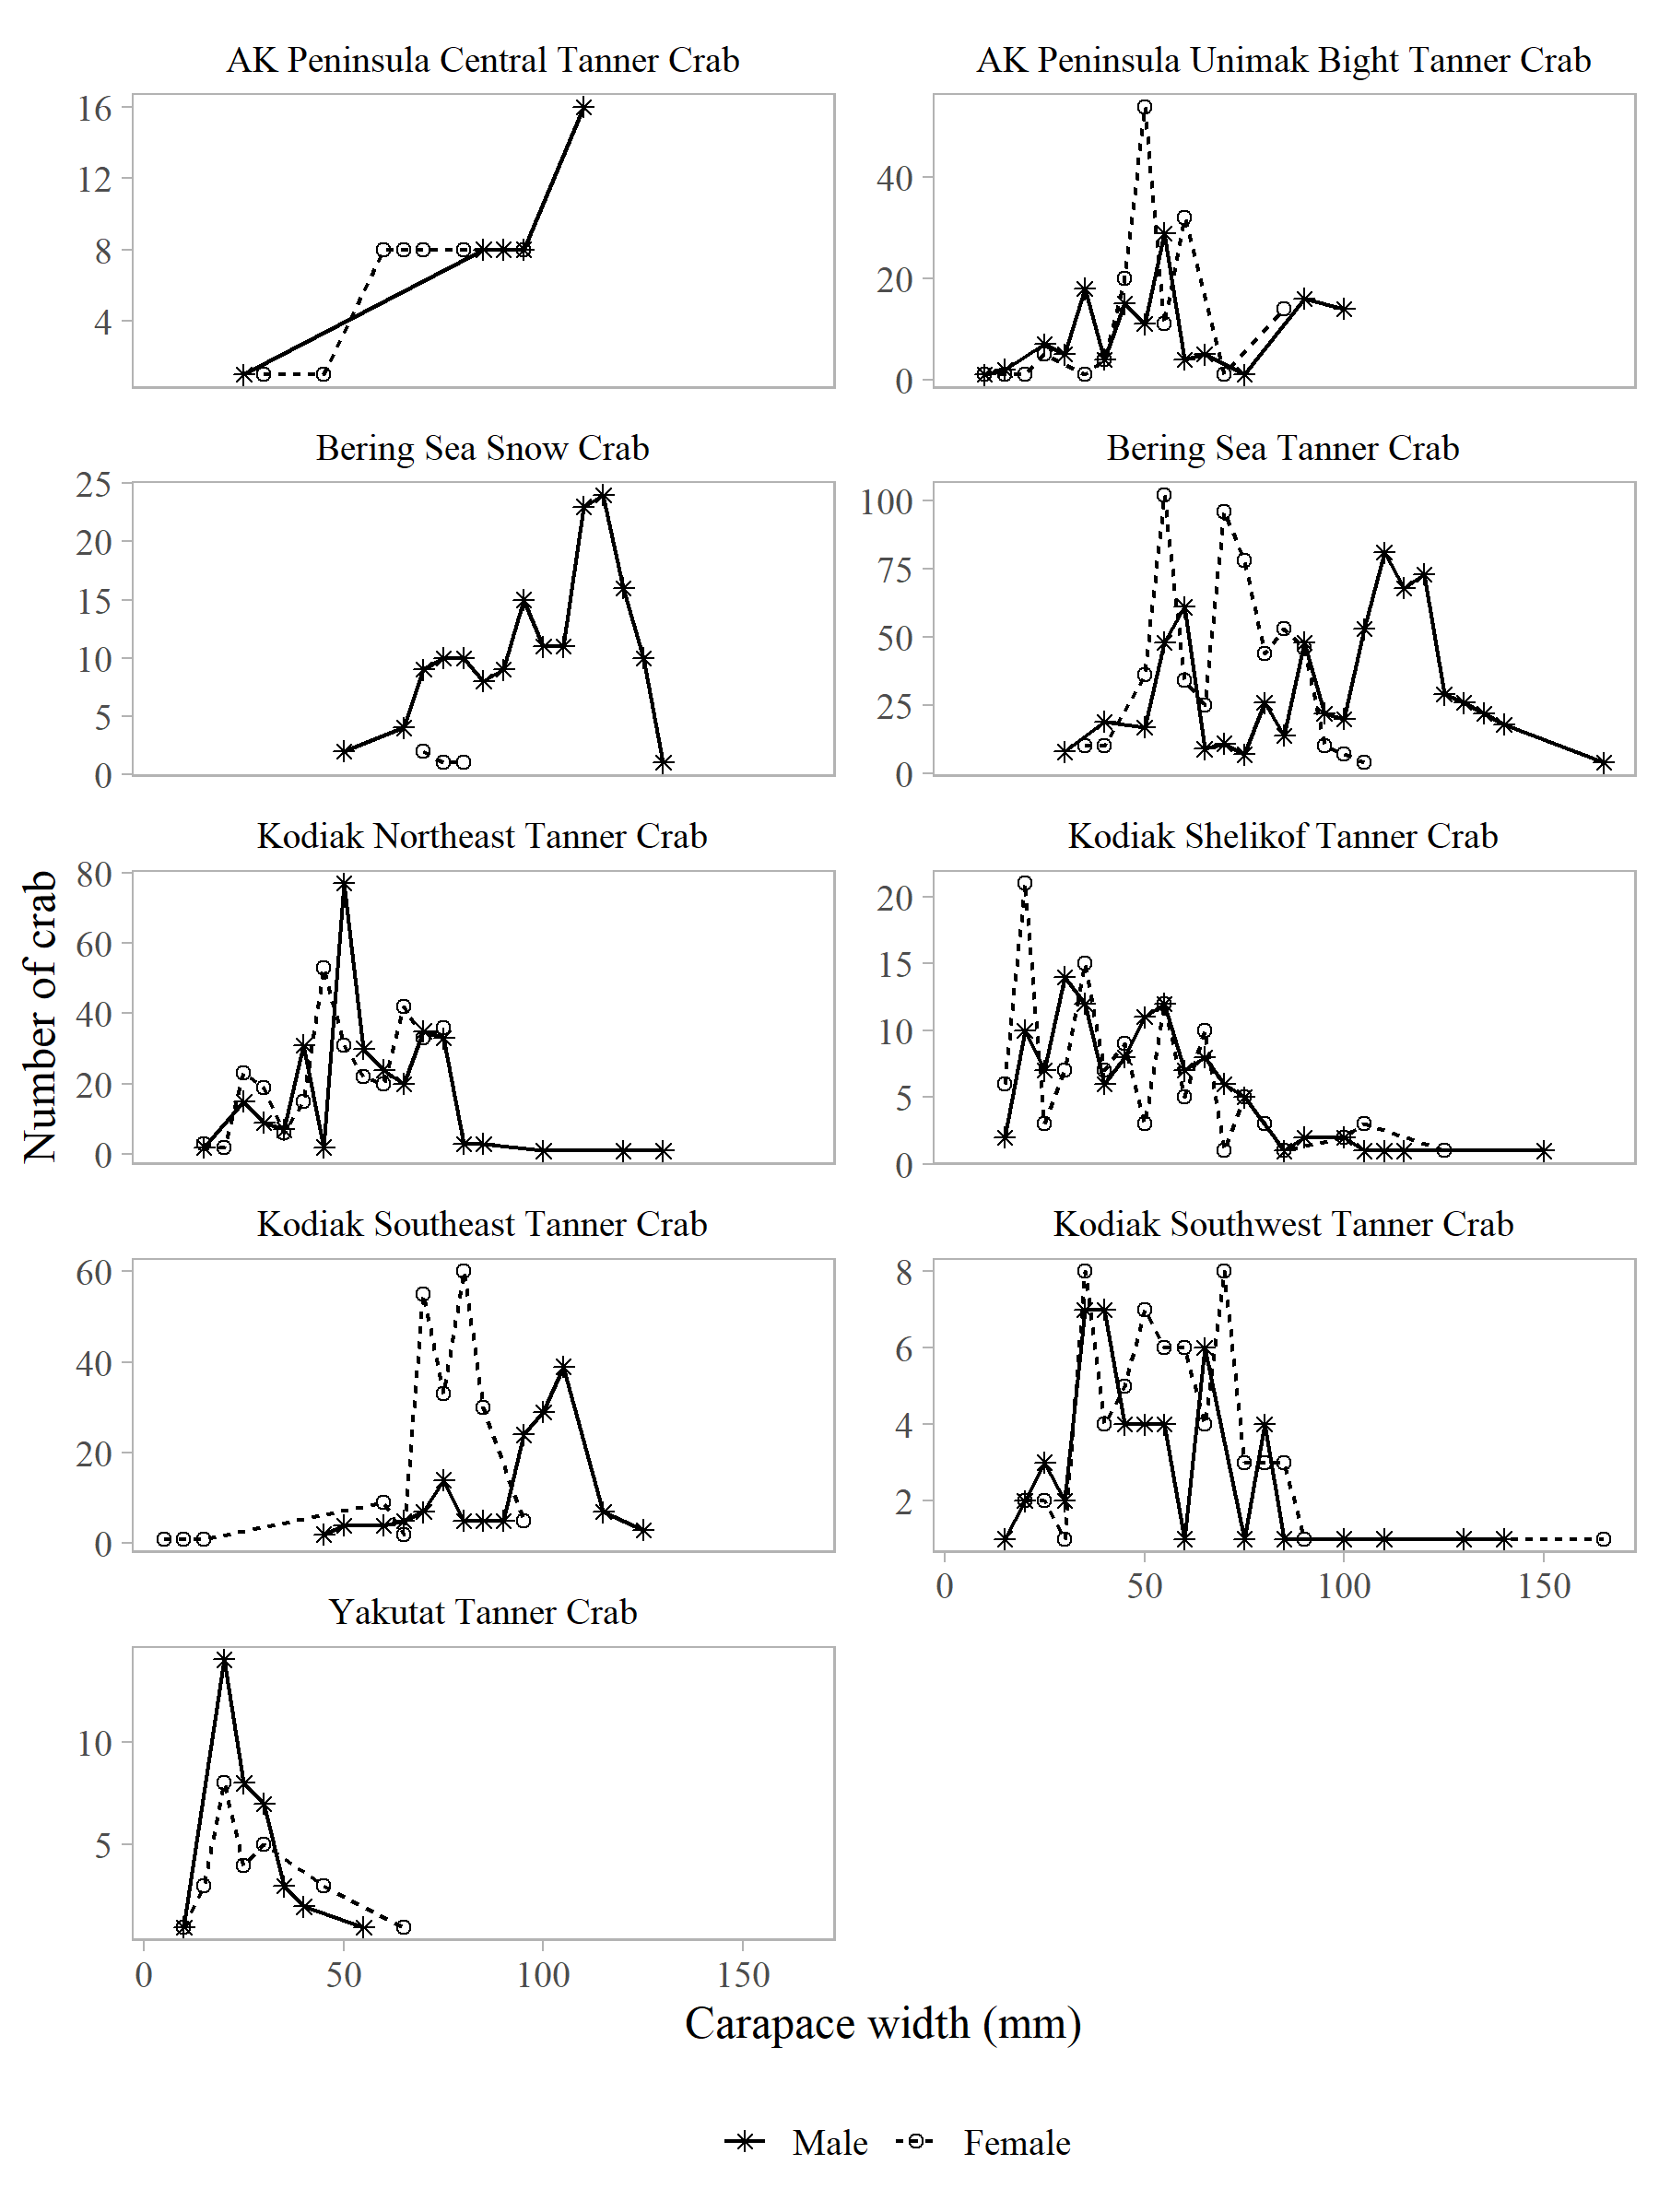 AK Peninsula Central Tanner Crab
AK Peninsula Unimak Bight Tanner Crab
16
12
8
4
40
20
0
Bering Sea Snow Crab
Bering Sea Tanner Crab
25
20
15
10
5
0
100
75
50
25
0
Kodiak Northeast Tanner Crab
Kodiak Shelikof Tanner Crab
Number of crab
80
60
40
20
0
20
15
10
5
0
Kodiak Southeast Tanner Crab
Kodiak Southwest Tanner Crab
60
40
20
0
8
6
4
2
0 50 100 150
Yakutat Tanner Crab
10
5
0 50 100 150
Carapace width (mm)
Male Female